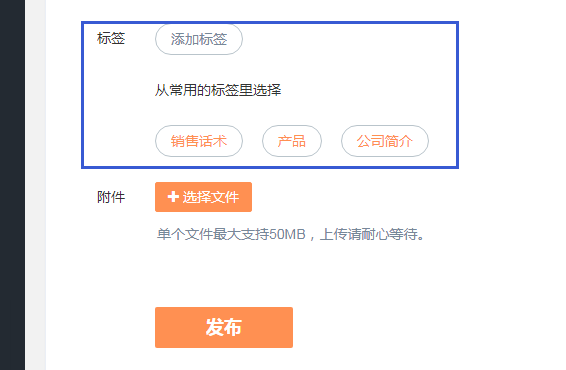 标签 添加标签
从常用的标签里选择
销售话术 产品 公司简介
附件 选择文件
单个文件最大支持50MB，上传请耐心等待。
发布